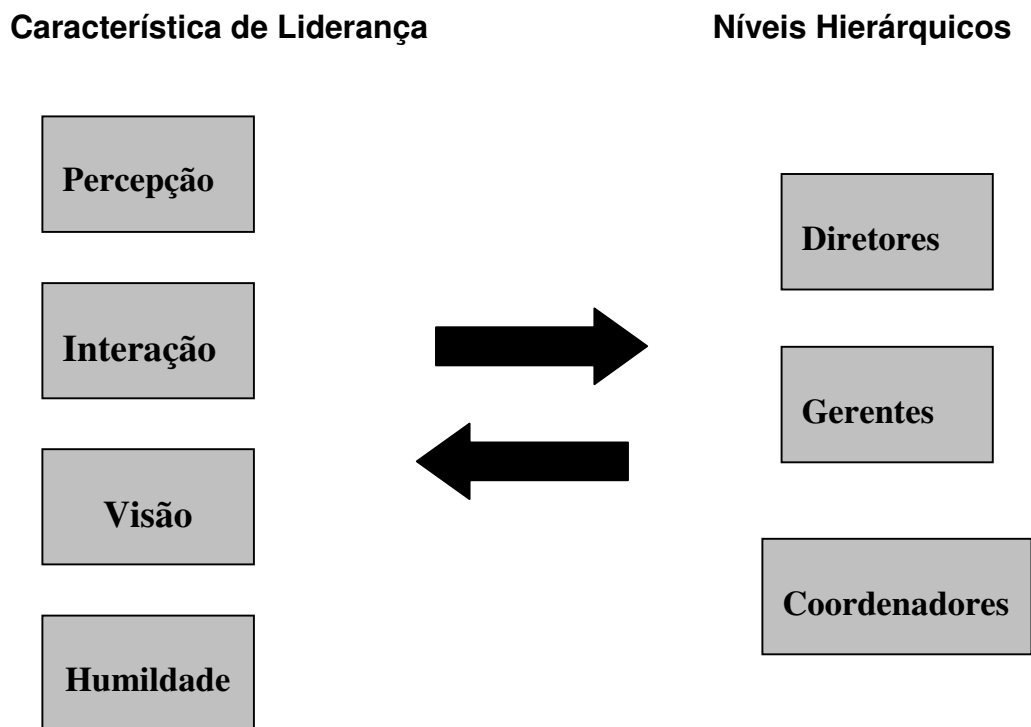 Característica de Liderança
Níveis Hierárquicos
Percepção
Interação
Visão
Humildade
Diretores
Gerentes
Coordenadores